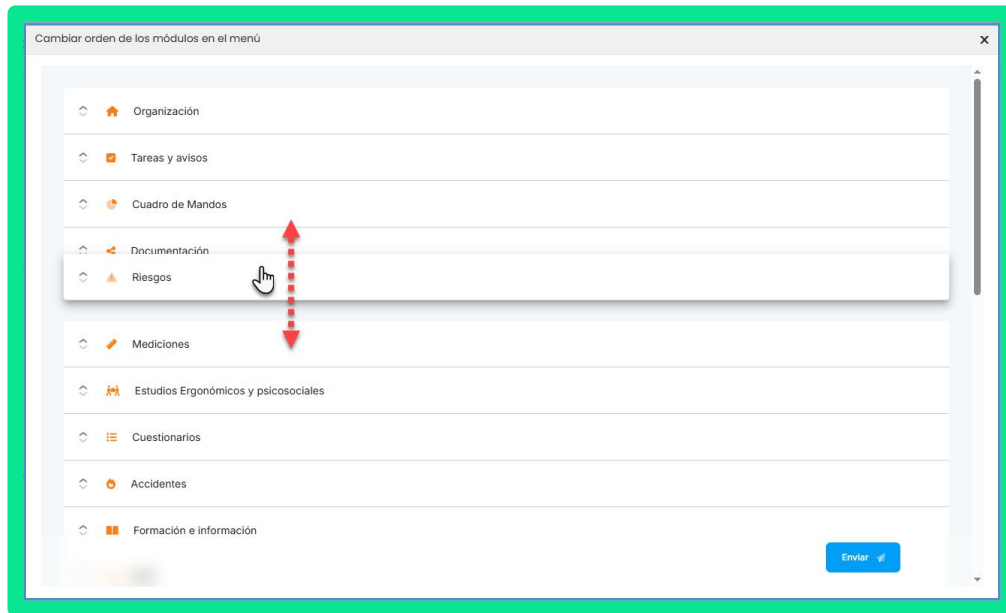 Cambiar orden de los módulos en el menú
x
Organización
Tareas y avisos
Cuadro de Mandos
Documentación
Riesgos
Mediciones
Estudios Ergonómicos y psicosociales
Cuestionarios
Accidentes
Formación e información
Enviar